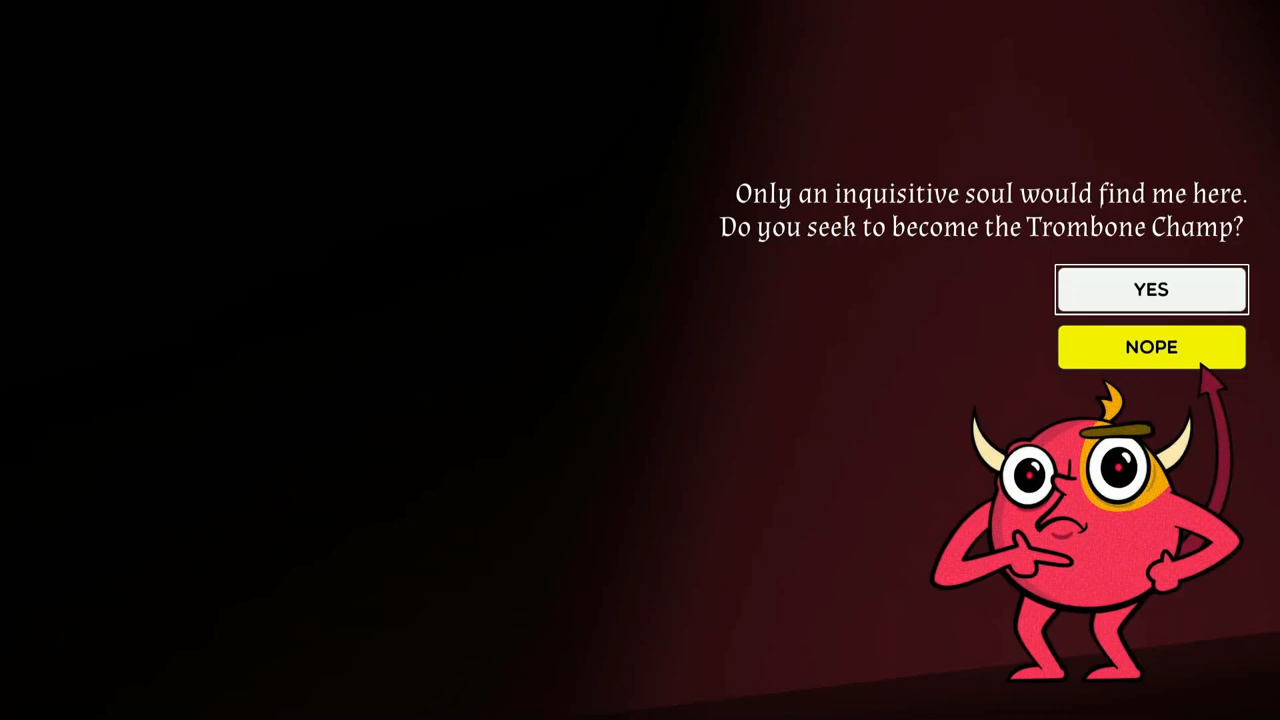 Only an inquisitive soul would find me here.
Do you seek to become the Trombone Champ?
YES
NOPE